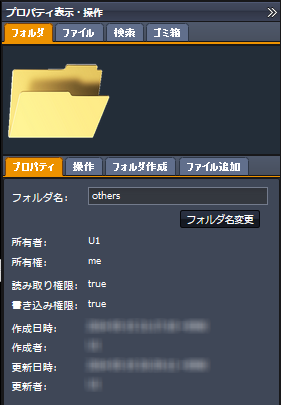 プロパティ表示・操作
フォルダ ファイル 検索 ゴミ箱
プロパティ 操作 フォルダ作成 ファイル追加
フォルダ名: others
フォルダ名変更
所有者: U1
所有権: me
読み取り権限: true
書き込み権限: true
作成日時:
作成者:
更新日時:
更新者: